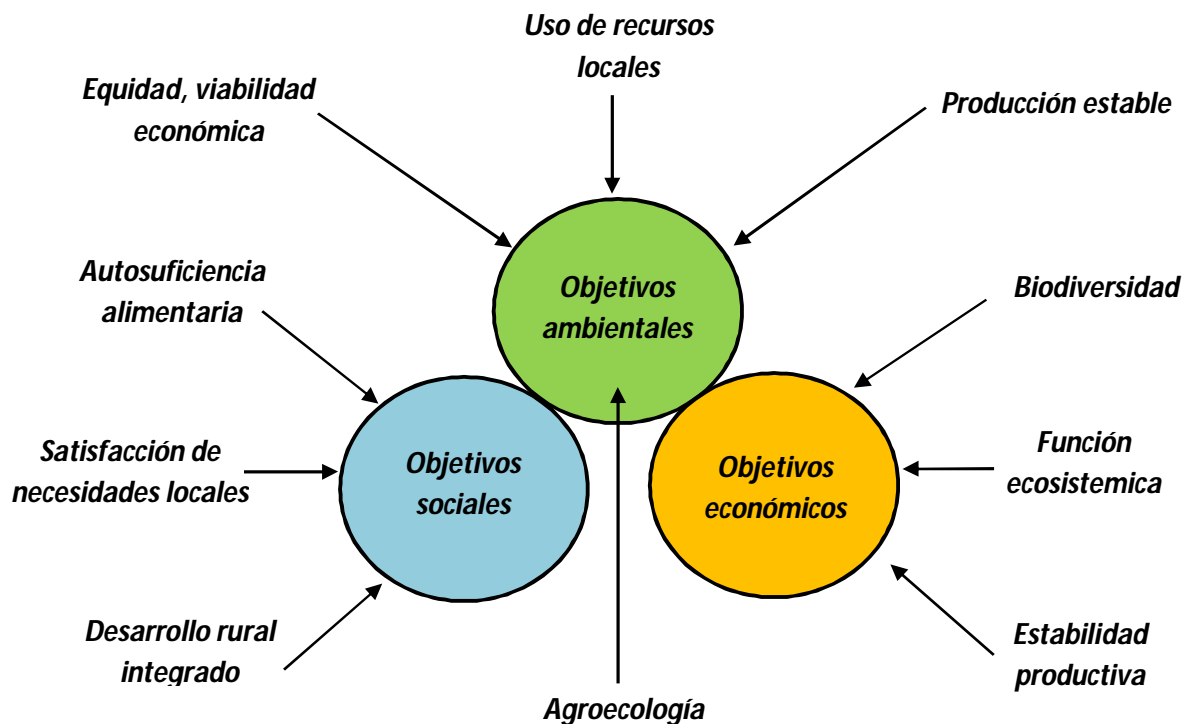 Uso de recursos
locales
Equidad, viabilidad
económica
Producción estable
Autosuficiencia
alimentaria
Objetivos
ambientales
Biodiversidad
Satisfacción de
necesidades locales
Objetivos
sociales
Objetivos
económicos
Función
ecosistemica
Desarrollo rural
integrado
Estabilidad
productiva
Agroecología